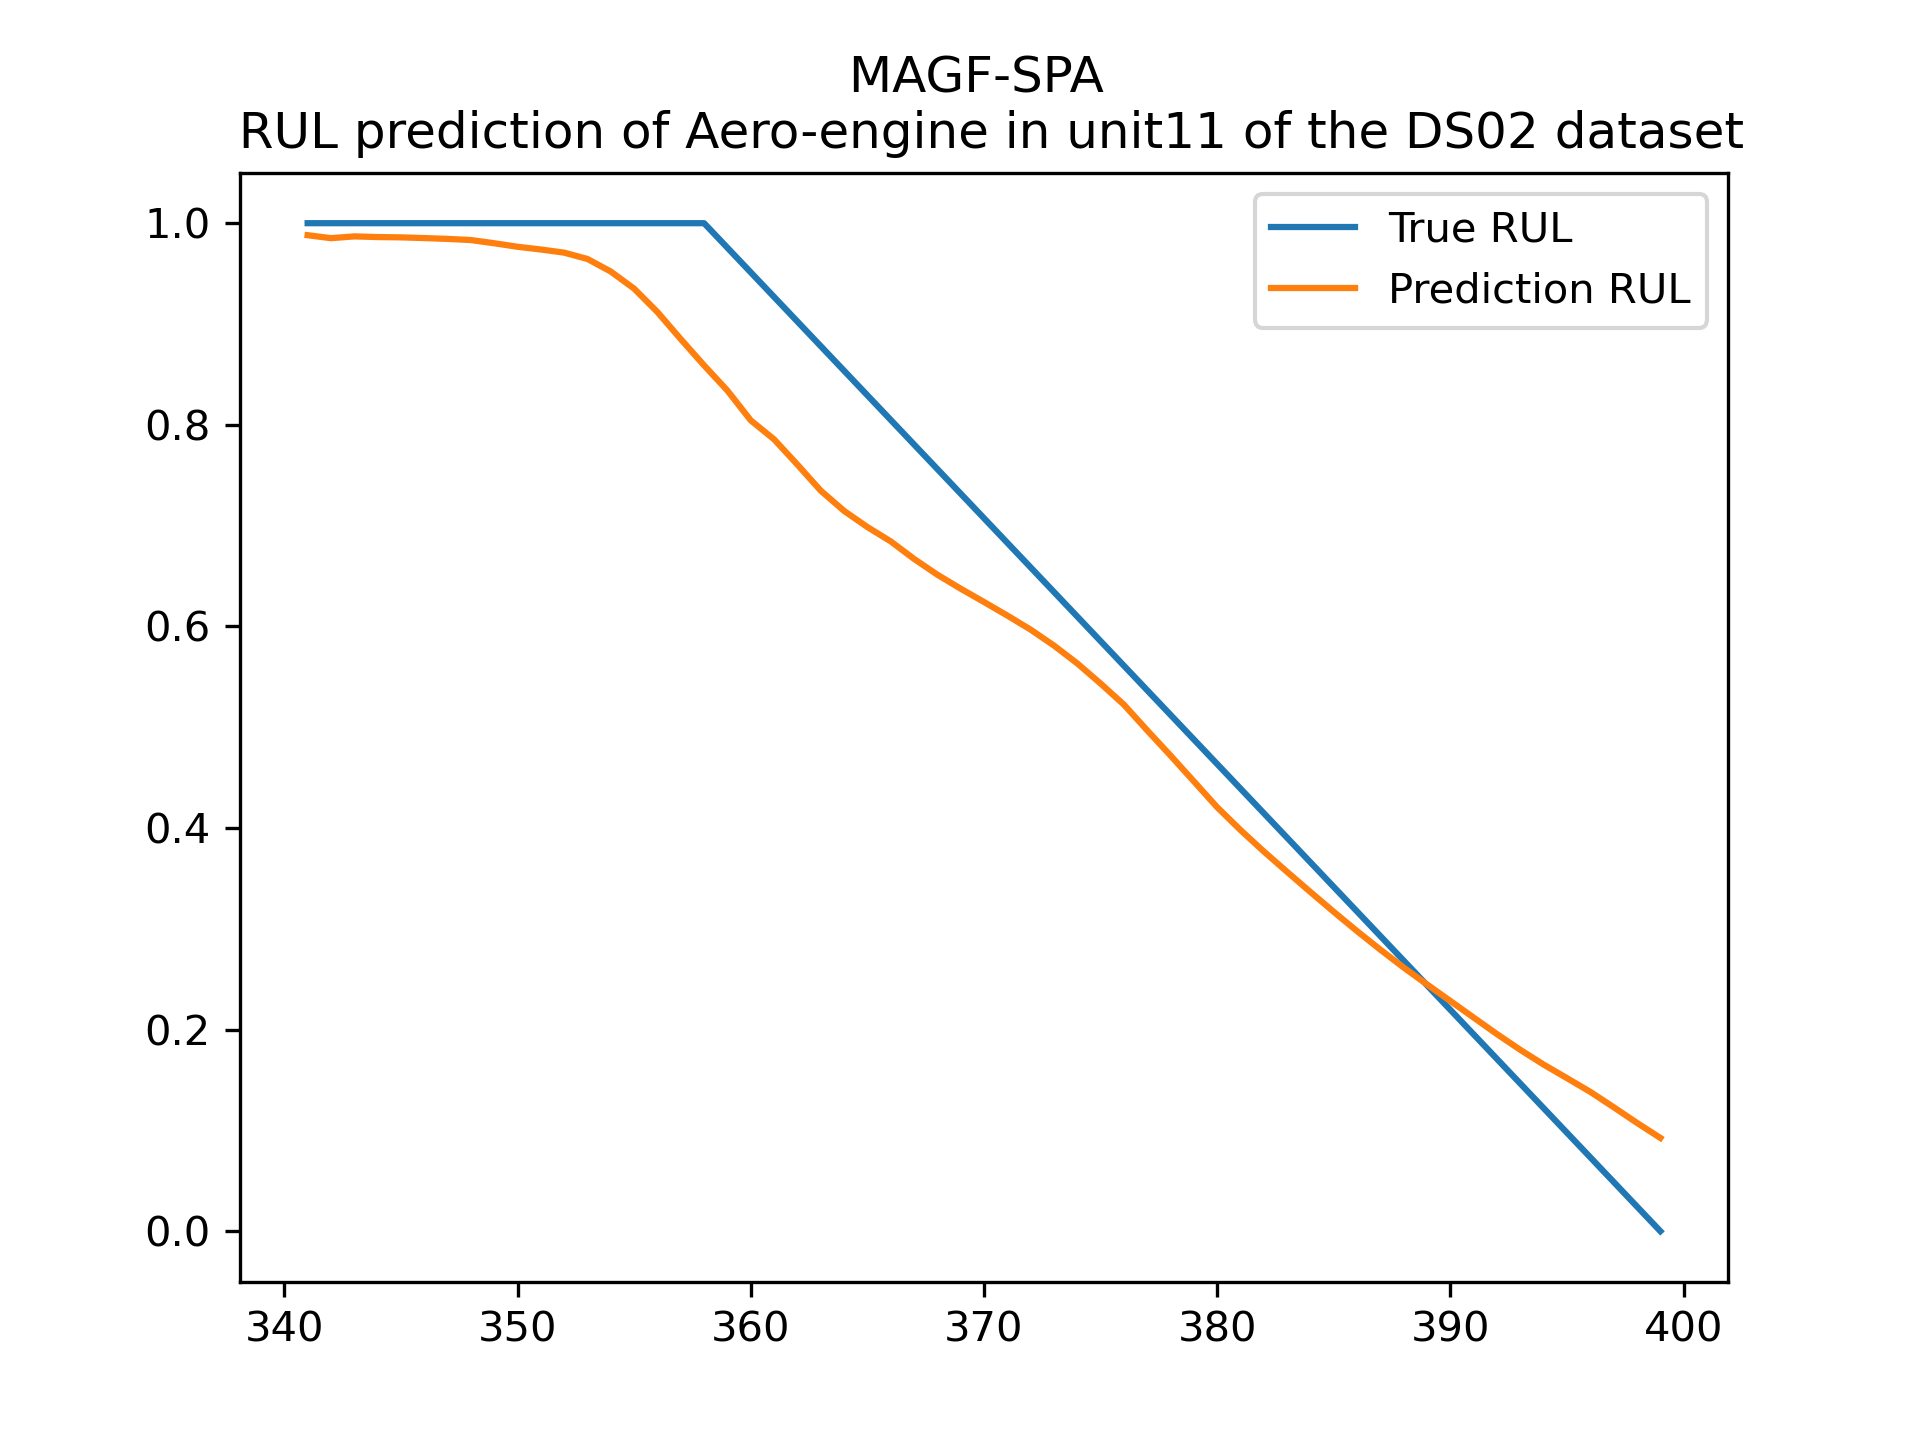 MAGF-SPA
RUL prediction of Aero-engine in unit11 of the DS02 dataset
True RUL
Prediction RUL
1.0
0.8
0.6
0.4
0.2
0.0
340 350 360 370 380 390 400